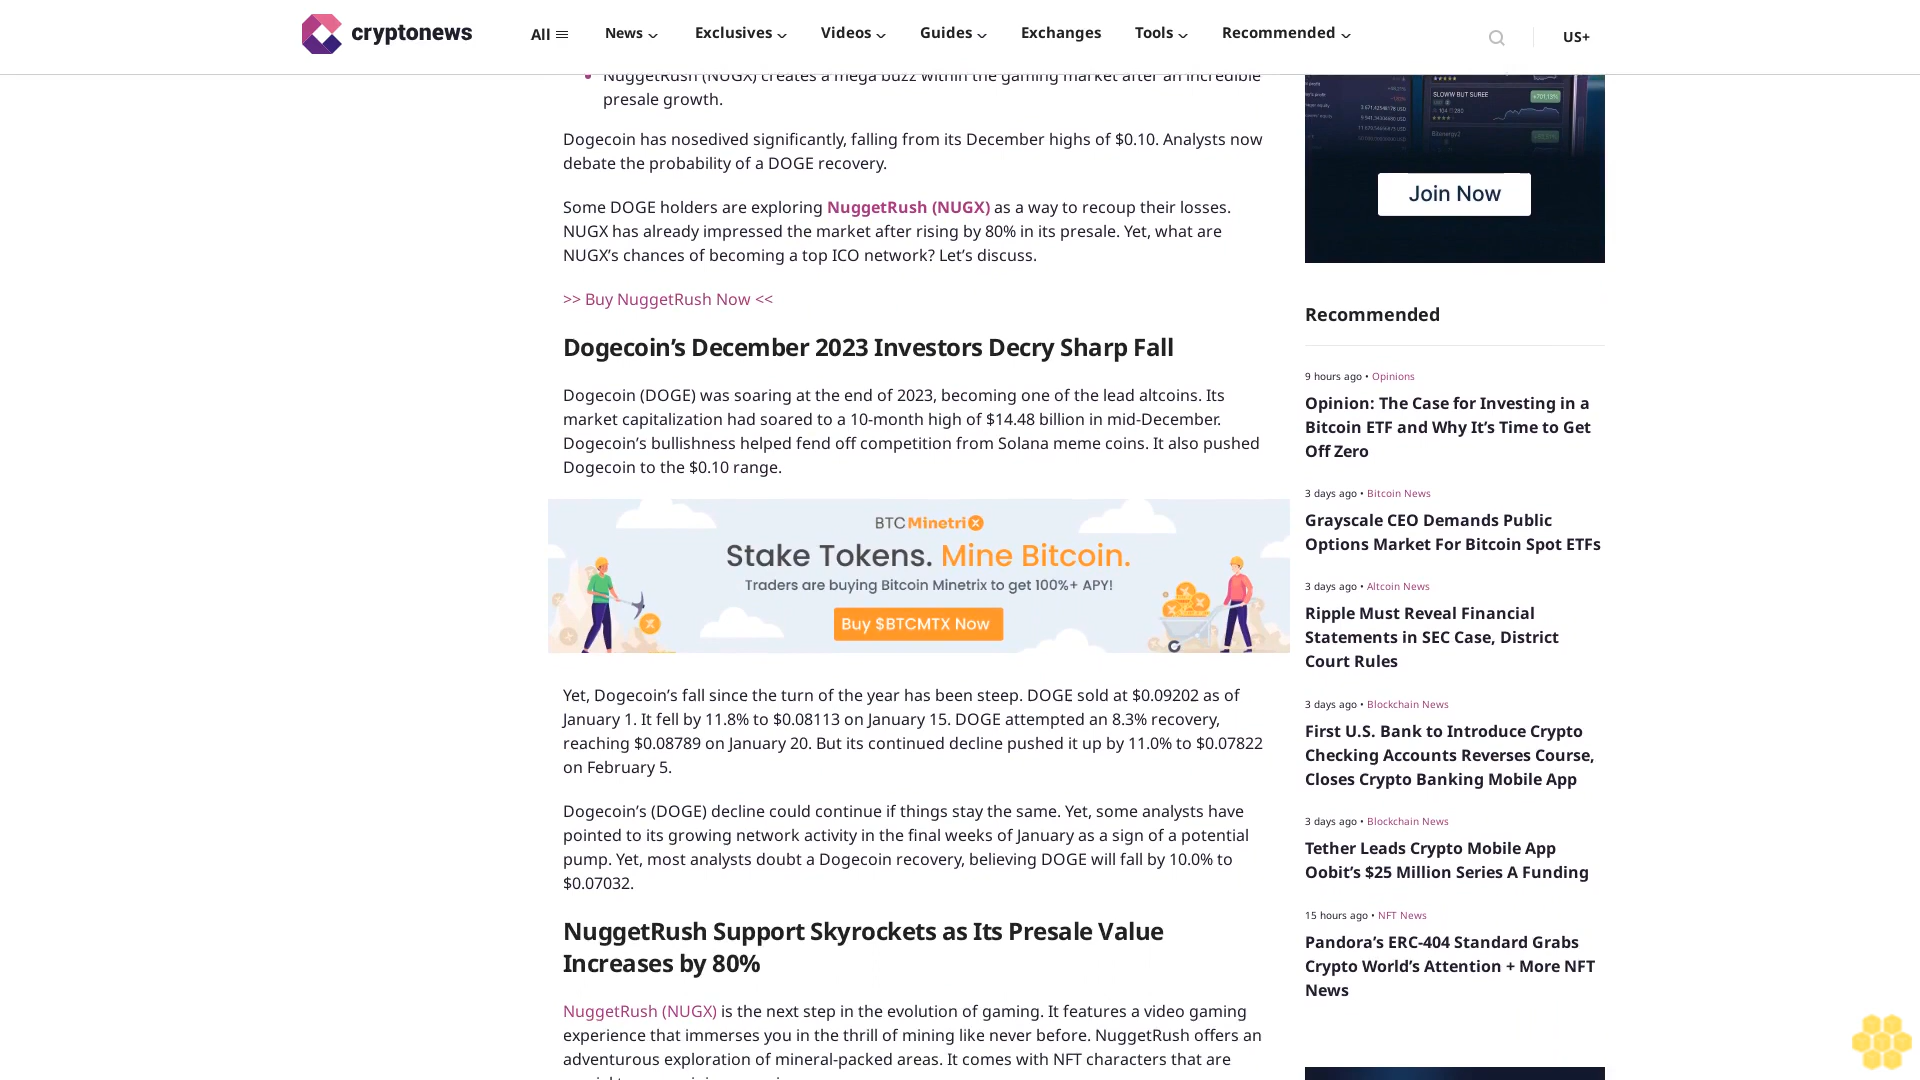 cryptonews
All
News
Exclusives
Videos
Guides
Exchanges
Tools
Recommended
US+
NuggetRush (NUGX) creates a mega buzz within the gaming market after an incredible
presale growth.
Dogecoin has nosedived significantly, falling from its December highs of $0.10. Analysts now
debate the probability of a DOGE recovery.
Some DOGE holders are exploring NuggetRush (NUGX) as a way to recoup their losses.
NUGX has already impressed the market after rising by 80% in its presale. Yet, what are
NUGX’s chances of becoming a top ICO network? Let’s discuss.
>> Buy NuggetRush Now <<
Dogecoin’s December 2023 Investors Decry Sharp Fall
Dogecoin (DOGE) was soaring at the end of 2023, becoming one of the lead altcoins. Its
market capitalization had soared to a 10-month high of $14.48 billion in mid-December.
Dogecoin’s bullishness helped fend off competition from Solana meme coins. It also pushed
Dogecoin to the $0.10 range.
BTC Minetrix
Stake Tokens. Mine Bitcoin.
Traders are buying Bitcoin Minetrix to get 100%+ APY!
Buy $BTCMTX Now
Yet, Dogecoin’s fall since the turn of the year has been steep. DOGE sold at $0.09202 as of
January 1. It fell by 11.8% to $0.08113 on January 15. DOGE attempted an 8.3% recovery,
reaching $0.08789 on January 20. But its continued decline pushed it up by 11.0% to $0.07822
on February 5.
Dogecoin’s (DOGE) decline could continue if things stay the same. Yet, some analysts have
pointed to its growing network activity in the final weeks of January as a sign of a potential
pump. Yet, most analysts doubt a Dogecoin recovery, believing DOGE will fall by 10.0% to
$0.07032.
NuggetRush Support Skyrockets as Its Presale Value
Increases by 80%
NuggetRush (NUGX) is the next step in the evolution of gaming. It features a video gaming
experience that immerses you in the thrill of mining like never before. NuggetRush offers an
adventurous exploration of mineral-packed areas. It comes with NFT characters that are
SLOWW BUT SUREE
Join Now
Recommended
9 hours ago • Opinions
Opinion: The Case for Investing in a
Bitcoin ETF and Why It’s Time to Get
Off Zero
3 days ago • Bitcoin News
Grayscale CEO Demands Public
Options Market For Bitcoin Spot ETFs
3 days ago • Altcoin News
Ripple Must Reveal Financial
Statements in SEC Case, District
Court Rules
3 days ago • Blockchain News
First U.S. Bank to Introduce Crypto
Checking Accounts Reverses Course,
Closes Crypto Banking Mobile App
3 days ago • Blockchain News
Tether Leads Crypto Mobile App
Oobit’s $25 Million Series A Funding
15 hours ago • NFT News
Pandora’s ERC-404 Standard Grabs
Crypto World’s Attention + More NFT
News